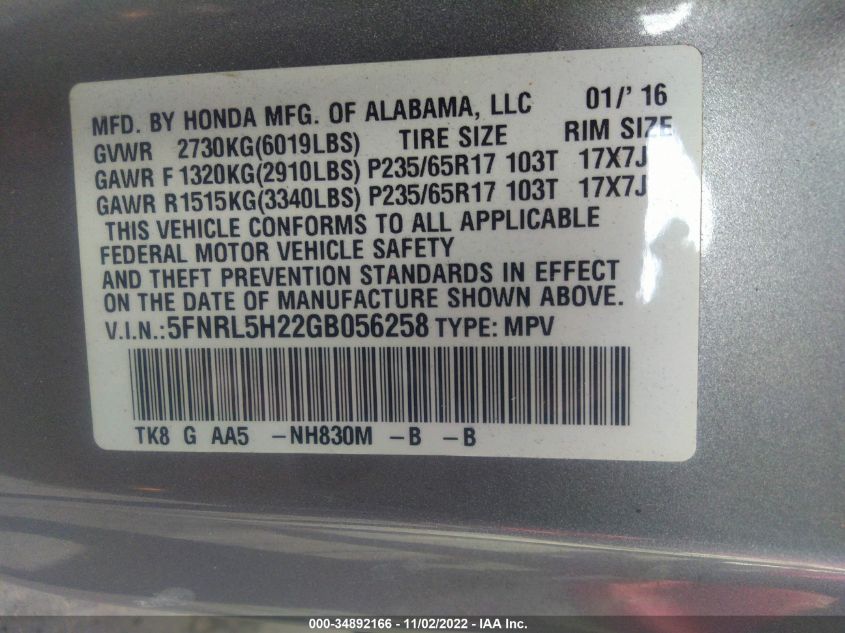 MFD. BY HONDA MFG. OF ALABAMA, LLC 01/' 16
GVWR 2730KG(6019LBS) TIRE SIZE RIM SIZE
GAWR F 1320KG(2910LBS) P235/65R17 103T 17X7J
GAWR R1515KG(3340LBS) P235/65R17 103T 17X7J
THIS VEHICLE CONFORMS TO ALL APPLICABLE
FEDERAL MOTOR VEHICLE SAFETY
AND THEFT PREVENTION STANDARDS IN EFFECT
ON THE DATE OF MANUFACTURE SHOWN ABOVE.
V.I.N.:5FNRL5H22GB056258 TYPE: MPV
TK8 G AA5 -NH830M -B -B
000-34892166 - 11/02/2022 - IAA Inc.